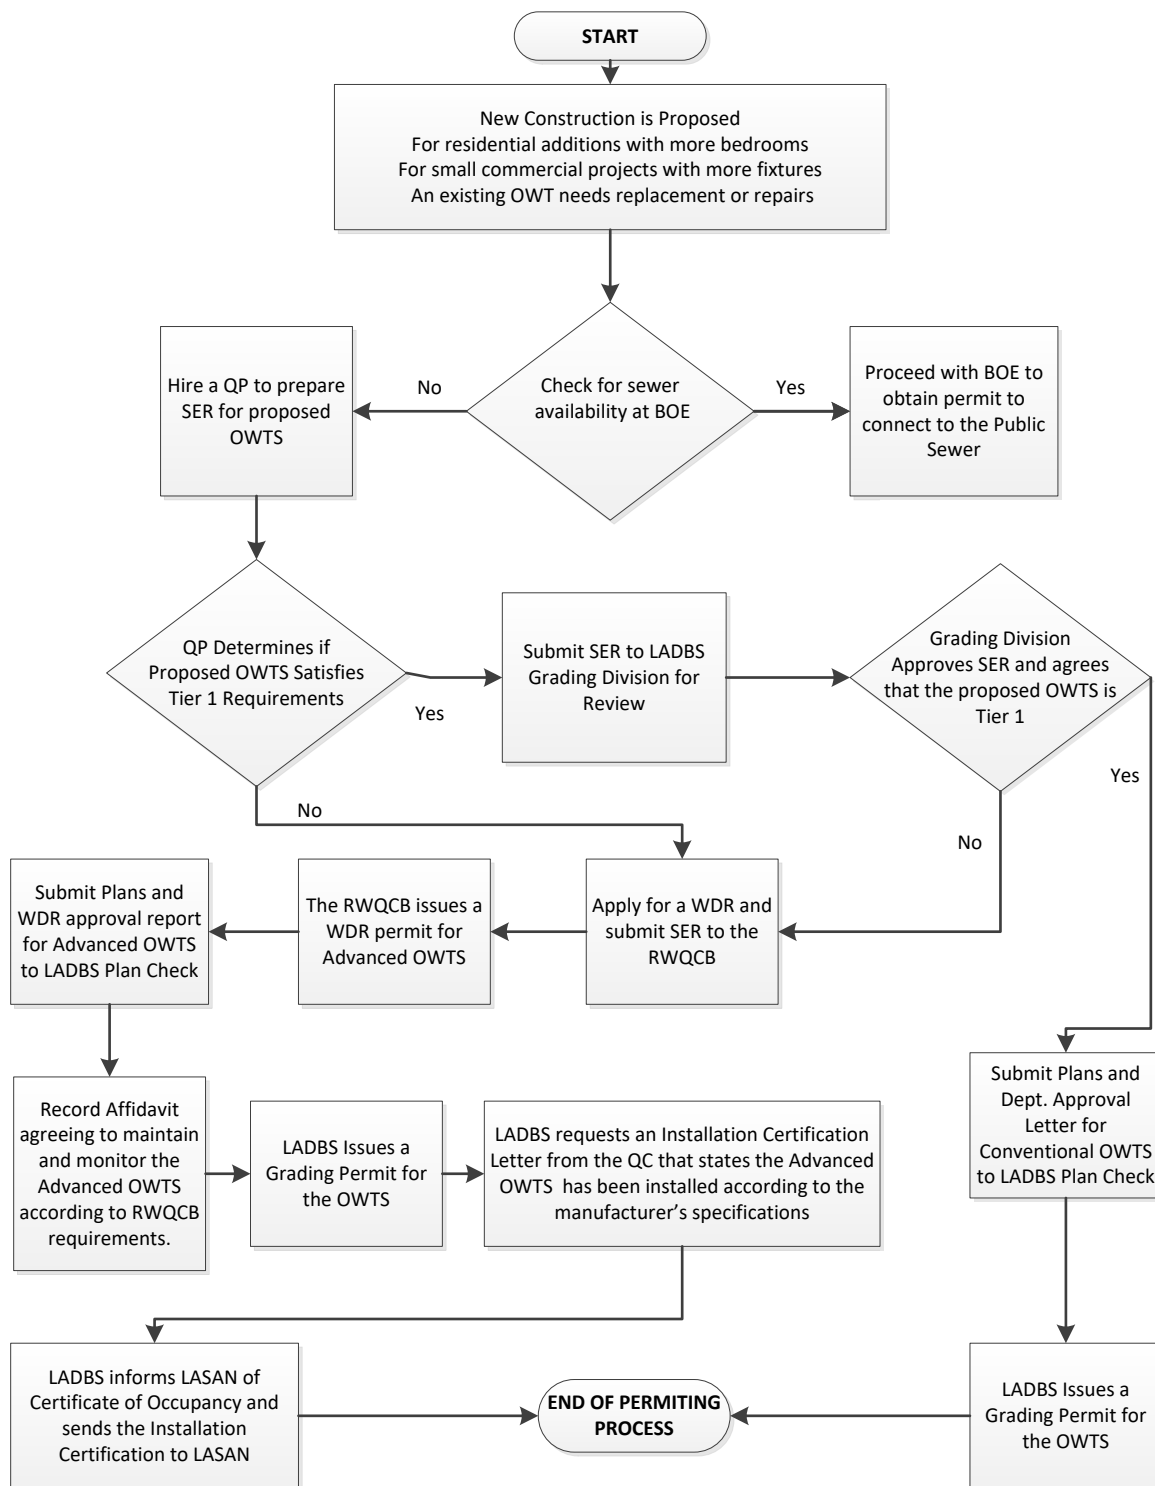 START
New Construction is Proposed
For residential additions with more bedrooms
For small commercial projects with more fixtures
An existing OWT needs replacement or repairs
Hire a QP to prepare
SER for proposed
OWTS
No
Check for sewer
availability at BOE
Yes
Proceed with BOE to
obtain permit to
connect to the Public
Sewer
QP Determines if
Proposed OWTS Satisfies
Tier 1 Requirements
Yes
Submit SER to LADBS
Grading Division for
Review
Grading Division
Approves SER and agrees
that the proposed OWTS is
Tier 1
Yes
No
No
Submit Plans and
WDR approval report
for Advanced OWTS
to LADBS Plan Check
The RWQCB issues a
WDR permit for
Advanced OWTS
Apply for a WDR and
submit SER to the
RWQCB
Record Affidavit
agreeing to maintain
and monitor the
Advanced OWTS
according to RWQCB
requirements.
LADBS Issues a
Grading Permit for
the OWTS
LADBS requests an Installation Certification
Letter from the QC that states the Advanced
OWTS has been installed according to the
manufacturer’s specifications
Submit Plans and
Dept. Approval
Letter for
Conventional OWTS
to LADBS Plan Check
LADBS informs LASAN of
Certificate of Occupancy and
sends the Installation
Certification to LASAN
END OF PERMITING
PROCESS
LADBS Issues a
Grading Permit for
the OWTS